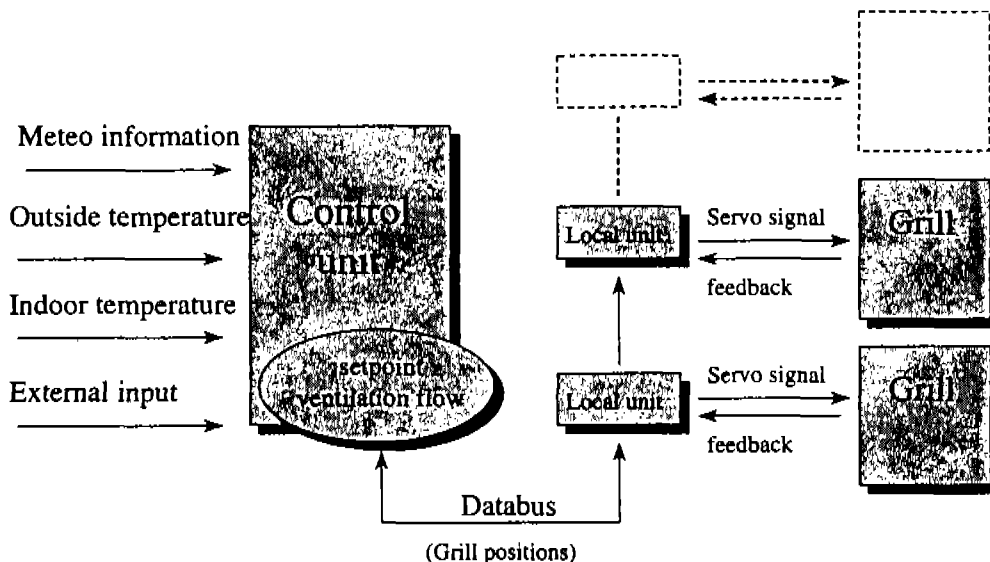 Meteo information
Outside temperature
Indoor temperature
External input
Control
unit
setpoint
ventilation flow
Databus
(Grill positions)
Local unit
Servo signal
feedback
Grill
Local unit
Servo signal
feedback
Grill